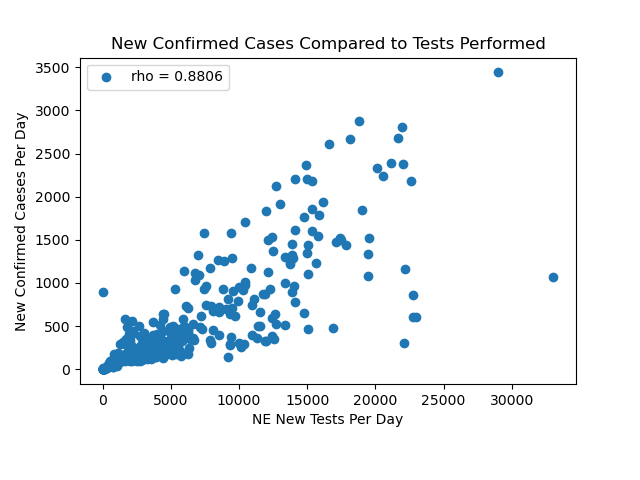 New Confirmed Cases Compared to Tests Performed
rho = 0.8806
3500
3000
2500
2000
1500
1000
500
0
New Confirmed Caeses Per Day
0 5000 10000 15000 20000 25000 30000
NE New Tests Per Day